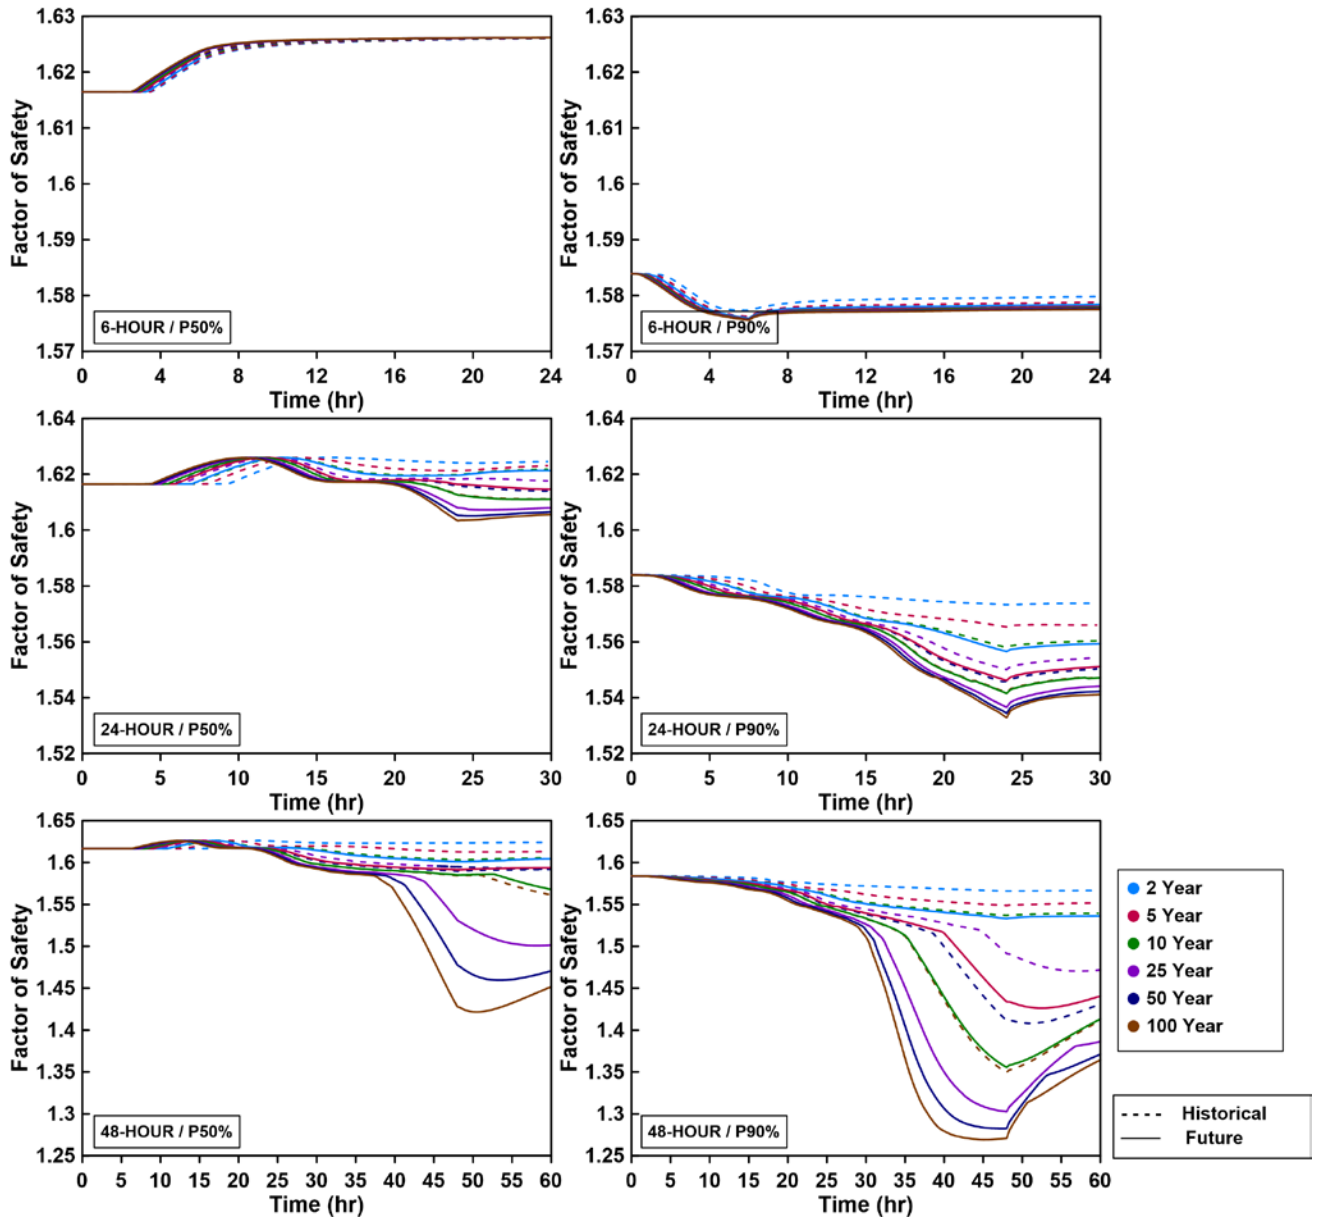 1.63
1.62
1.61
1.6
1.59
1.58
1.57
Factor of Safety
6-HOUR / P50%
0 4 8 12 16 20 24
Time (hr)
1.63
1.62
1.61
1.6
1.59
1.58
1.57
Factor of Safety
6-HOUR / P90%
0 4 8 12 16 20 24
Time (hr)
1.64
1.62
1.6
1.58
1.56
1.54
1.52
Factor of Safety
24-HOUR / P50%
0 5 10 15 20 25 30
Time (hr)
1.64
1.62
1.6
1.58
1.56
1.54
1.52
Factor of Safety
24-HOUR / P90%
0 5 10 15 20 25 30
Time (hr)
1.65
1.6
1.55
1.5
1.45
1.4
1.35
1.3
1.25
Factor of Safety
48-HOUR / P50%
0 5 10 15 20 25 30 35 40 45 50 55 60
Time (hr)
1.65
1.6
1.55
1.5
1.45
1.4
1.35
1.3
1.25
Factor of Safety
48-HOUR / P90%
0 5 10 15 20 25 30 35 40 45 50 55 60
Time (hr)
2 Year
5 Year
10 Year
25 Year
50 Year
100 Year
Historical
Future